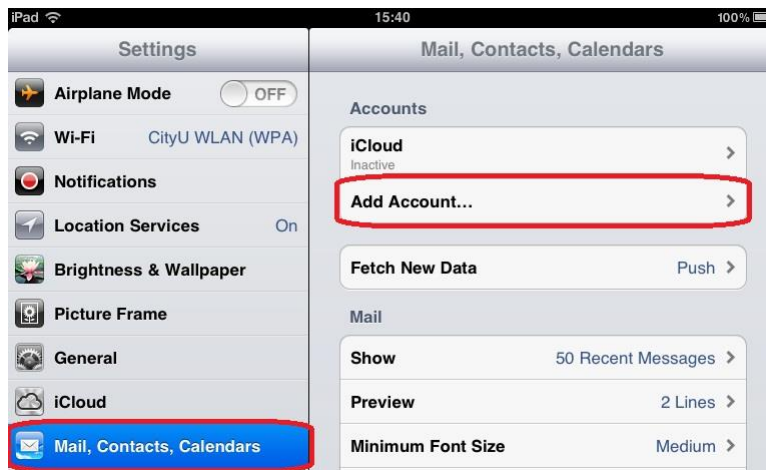 iPad 15:40 100%
Settings
Airplane Mode OFF
Wi-Fi CityU WLAN (WPA)
Notifications
Location Services On
Brightness & Wallpaper
Picture Frame
General
iCloud
Mail, Contacts, Calendars
Mail, Contacts, Calendars
Accounts
iCloud
Inactive
Add Account...
Fetch New Data Push
Mail
Show 50 Recent Messages
Preview 2 Lines
Minimum Font Size Medium